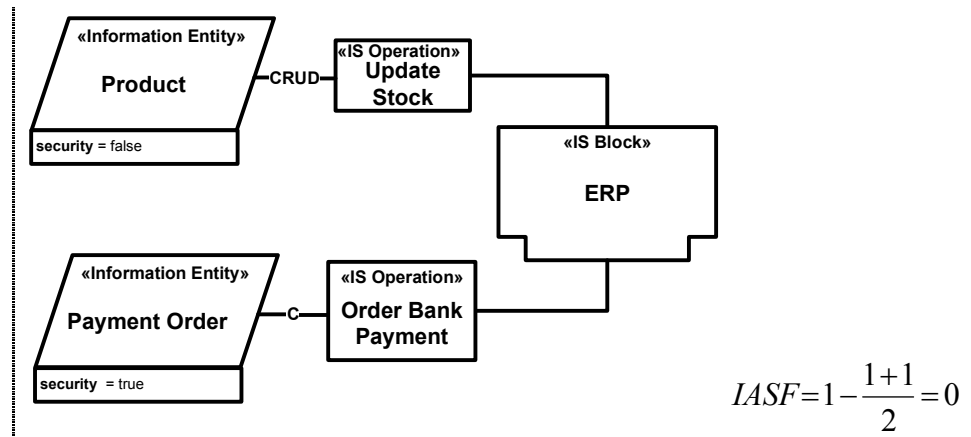 «Information Entity»
Product
security = false
CRUD
«IS Operation»
Update
Stock
«IS Block»
ERP
«Information Entity»
Payment Order
security = true
C
«IS Operation»
Order Bank
Payment
IASF=1-\frac{1+1}{2}=0